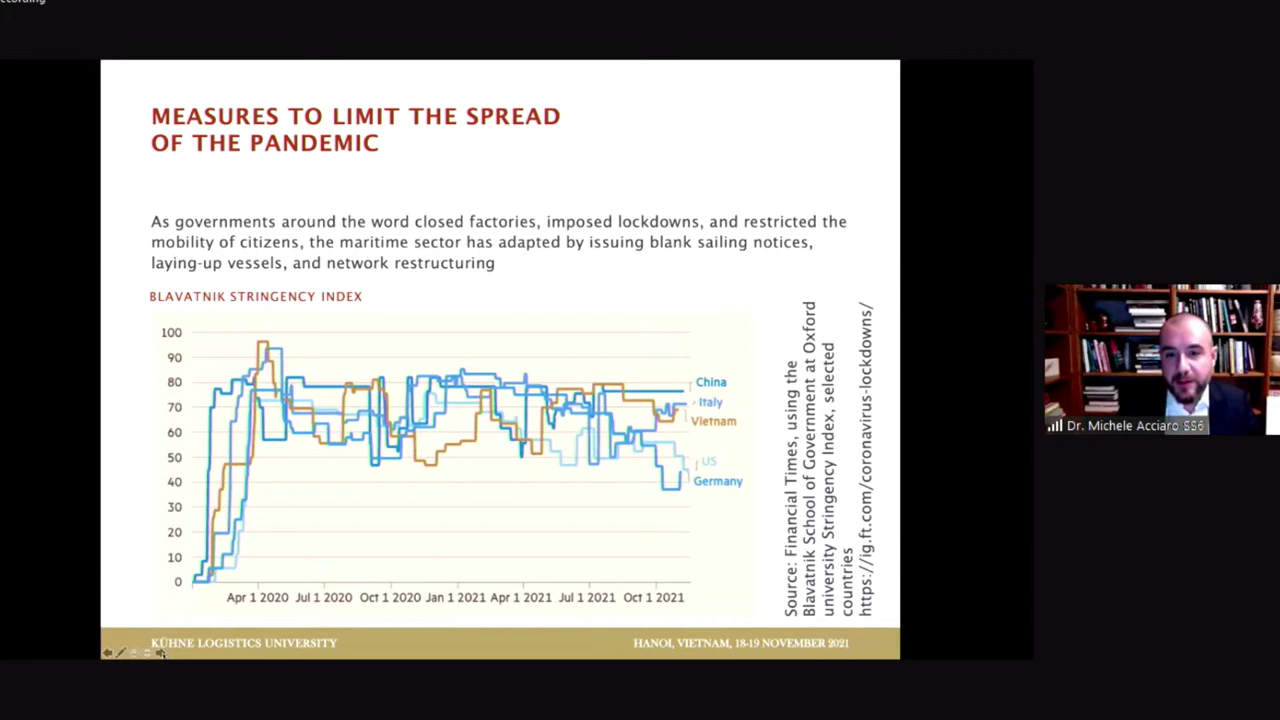 MEASURES TO LIMIT THE SPREAD
OF THE PANDEMIC
As governments around the word closed factories, imposed lockdowns, and restricted the
mobility of citizens, the maritime sector has adapted by issuing blank sailing notices,
laying-up vessels, and network restructuring
BLAVATNIK STRINGENCY INDEX
100
90
80
70
60
50
40
30
20
10
0
Apr 1 2020 Jul 1 2020 Oct 1 2020 Jan 1 2021 Apr 1 2021 Jul 1 2021 Oct 1 2021
China
Italy
Vietnam
US
Germany
Source: Financial Times, using the
Blavatnik School of Government at Oxford
university Stringency Index, selected
countries
https://ig.ft.com/coronavirus-lockdowns/
KÜHNE LOGISTICS UNIVERSITY
HANOI, VIETNAM, 18-19 NOVEMBER 2021
Dr. Michele Acciaro SS6